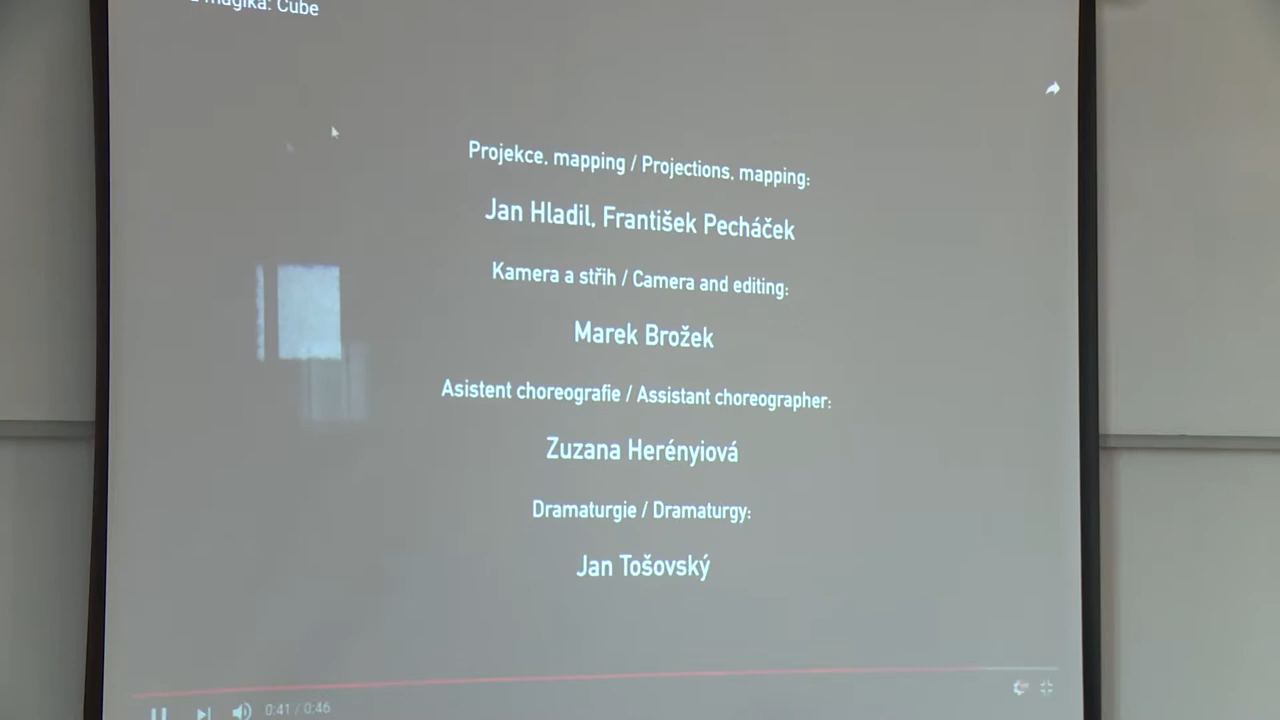 magika: Cube
Projekce, mapping / Projections, mapping:
Jan Hladil, František Pecháček
Kamera a střih / Camera and editing:
Marek Brožek
Asistent choreografie / Assistant choreographer:
Zuzana Herényiová
Dramaturgie / Dramaturgy:
Jan Tošovský
0:41 / 0:46